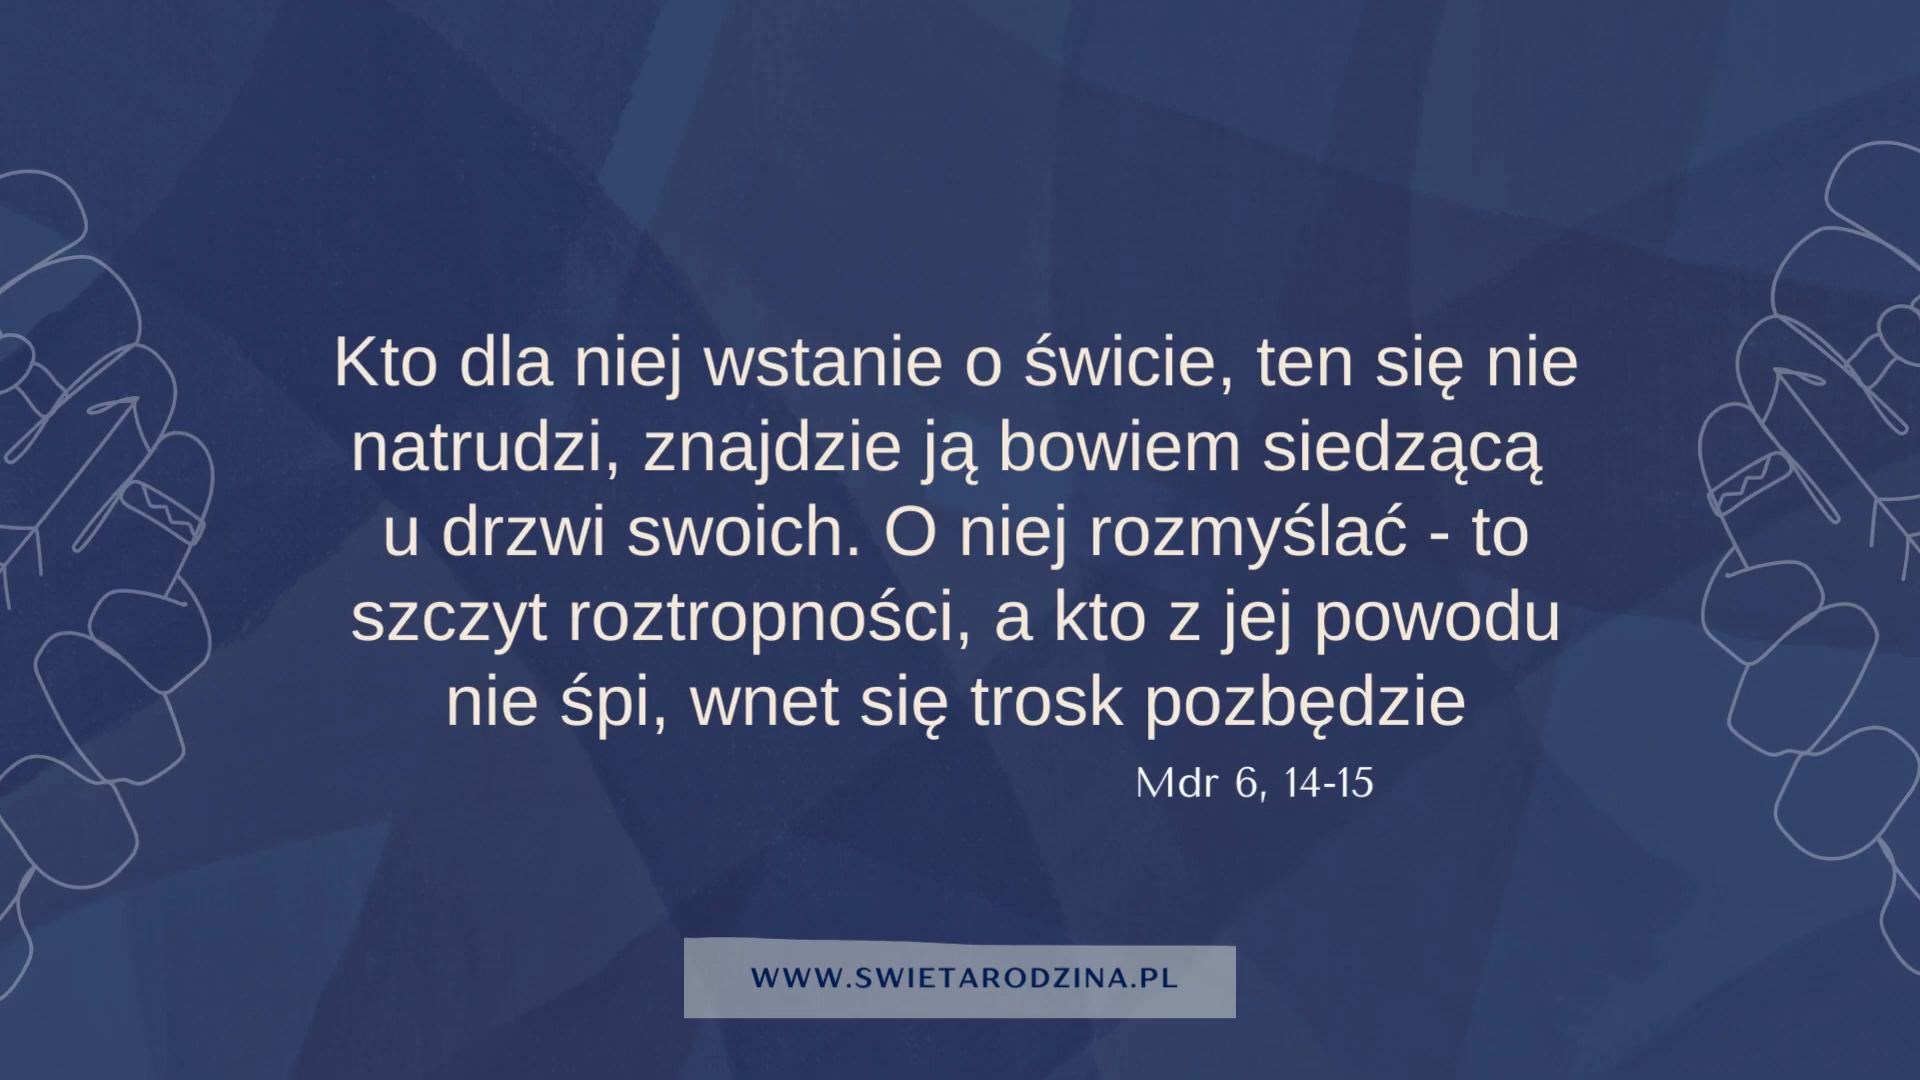 Kto dla niej wstanie o świcie, ten się nie
natrudzi, znajdzie ją bowiem siedzącą
u drzwi swoich. O niej rozmyślać - to
szczyt roztropności, a kto z jej powodu
nie śpi, wnet się trosk pozbędzie
Mdr 6, 14-15
WWW.SWIETARODZINA.PL